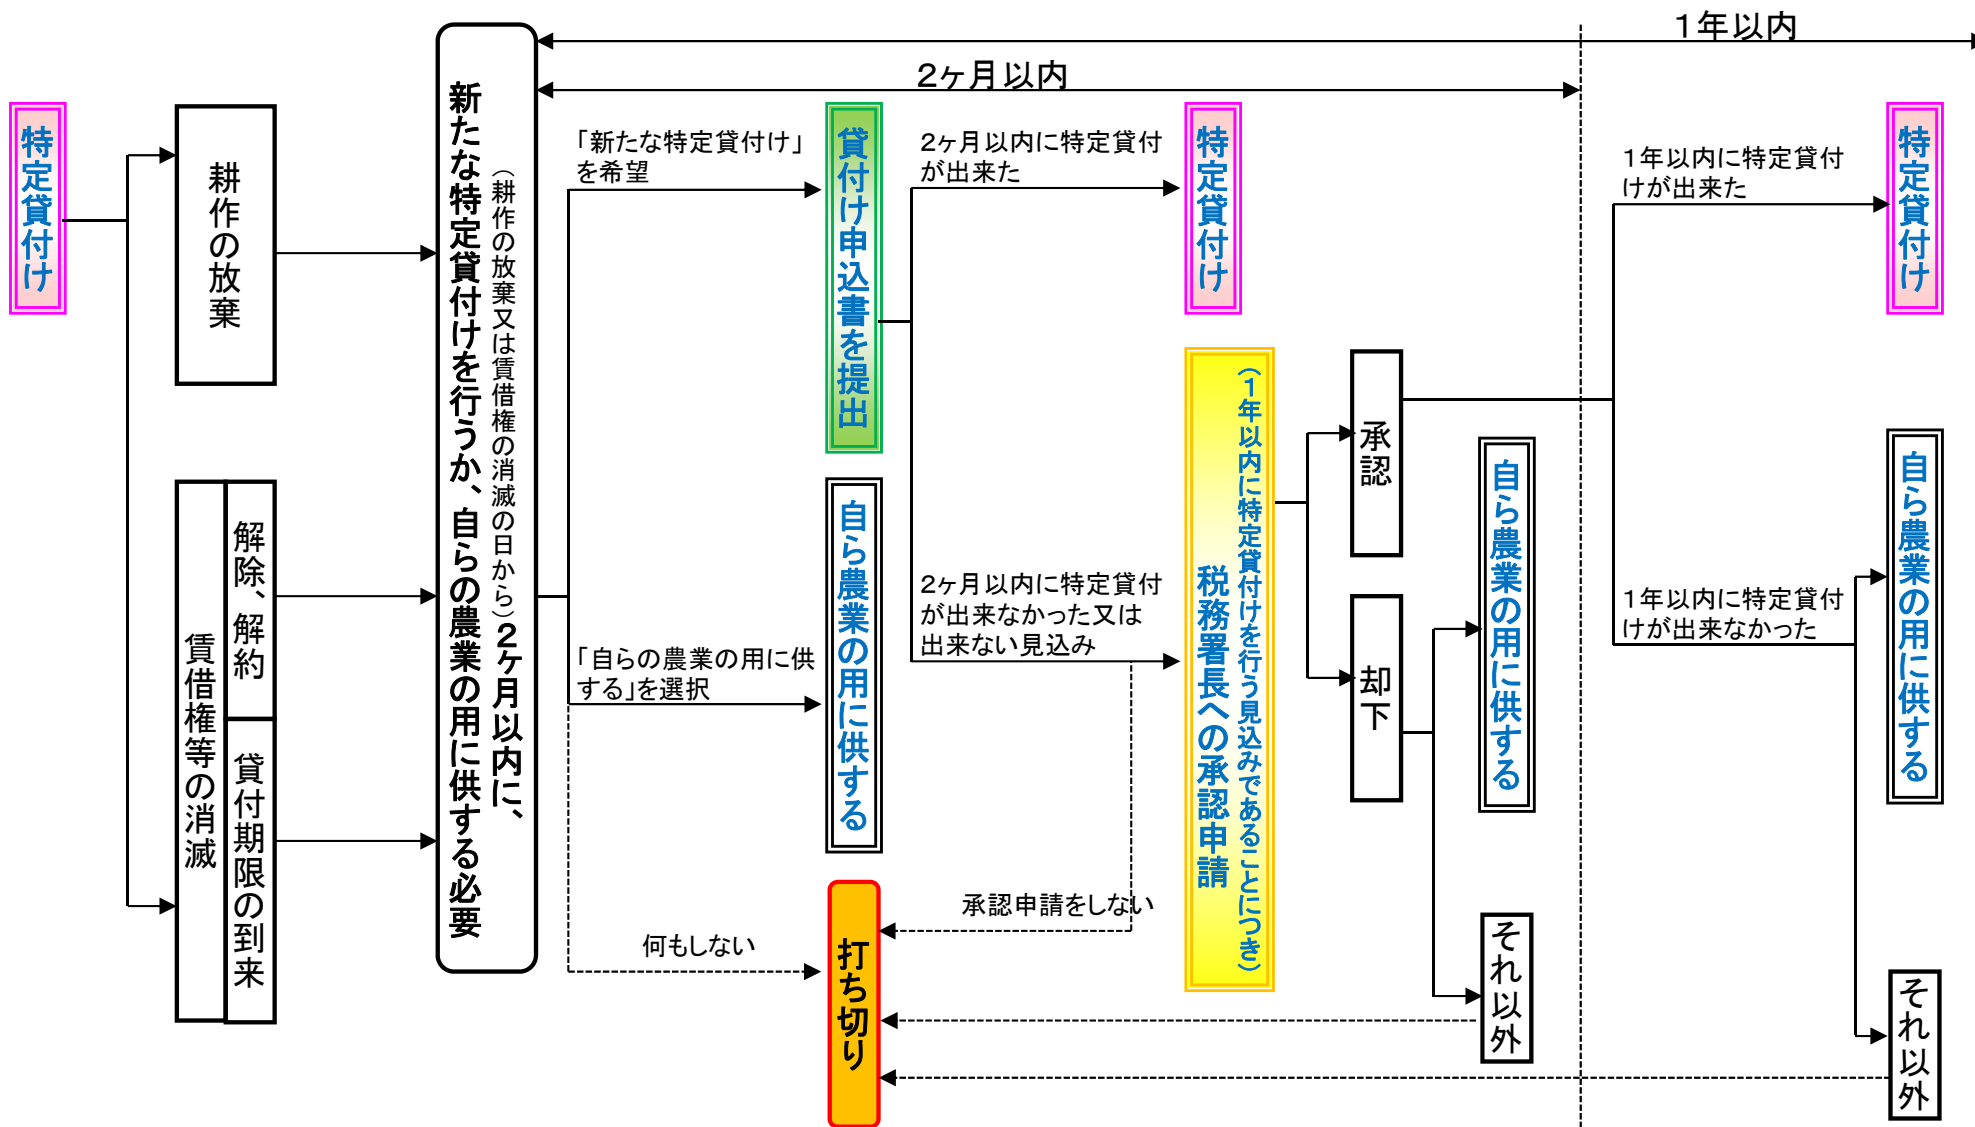 1年以内
2ヶ月以内
特定貸付け
耕作の放棄
賃借権等の消滅
解除、解約
貸付期限の到来
（耕作の放棄又は賃借権の消滅の日から）2ヶ月以内に、
新たな特定貸付けを行うか、自らの農業の用に供する必要
「新たな特定貸付け」
を希望
「自らの農業の用に供
する」を選択
何もしない
貸付け申込書を提出
自ら農業の用に供する
打ち切り
2ヶ月以内に特定貸付
が出来た
2ヶ月以内に特定貸付
が出来なかった又は
出来ない見込み
承認申請をしない
特定貸付け
（1年以内に特定貸付けを行う見込みであることにつき）
税務署長への承認申請
承認
却下
自ら農業の用に供する
それ以外
1年以内に特定貸付
けが出来た
1年以内に特定貸付
けが出来なかった
特定貸付け
自ら農業の用に供する
それ以外